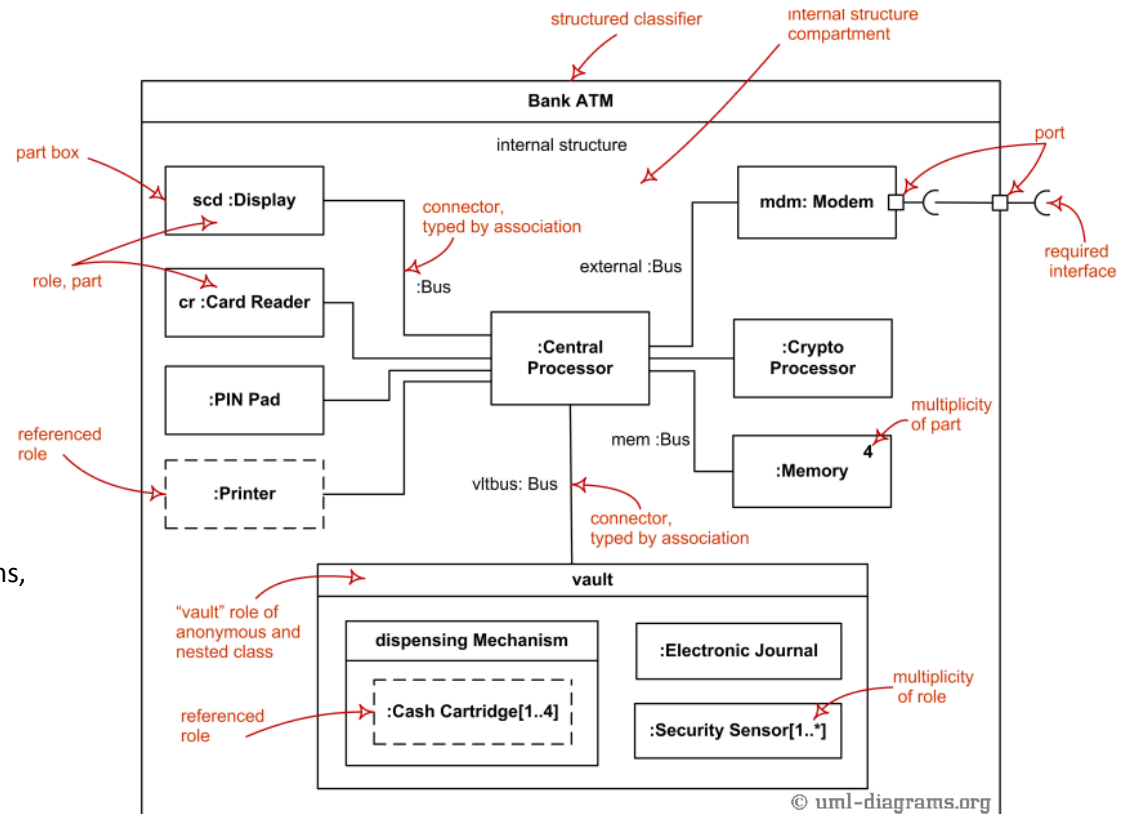 structured classifier
internal structure
compartment
Bank ATM
internal structure
port
part box
scd :Display
mdm: Modem
connector,
typed by association
required
interface
external :Bus
role, part
cr :Card Reader
:Bus
:Central
Processor
:Crypto
Processor
:PIN Pad
multiplicity
of part
referenced
role
mem :Bus
4
:Memory
:Printer
vltbus: Bus
connector,
typed by association
ns,
vault
"vault" role of
anonymous and
nested class
dispensing Mechanism
:Electronic Journal
multiplicity
of role
referenced
role
:Cash Cartridge[1..4]
:Security Sensor[1..*]
© uml-diagrams.org